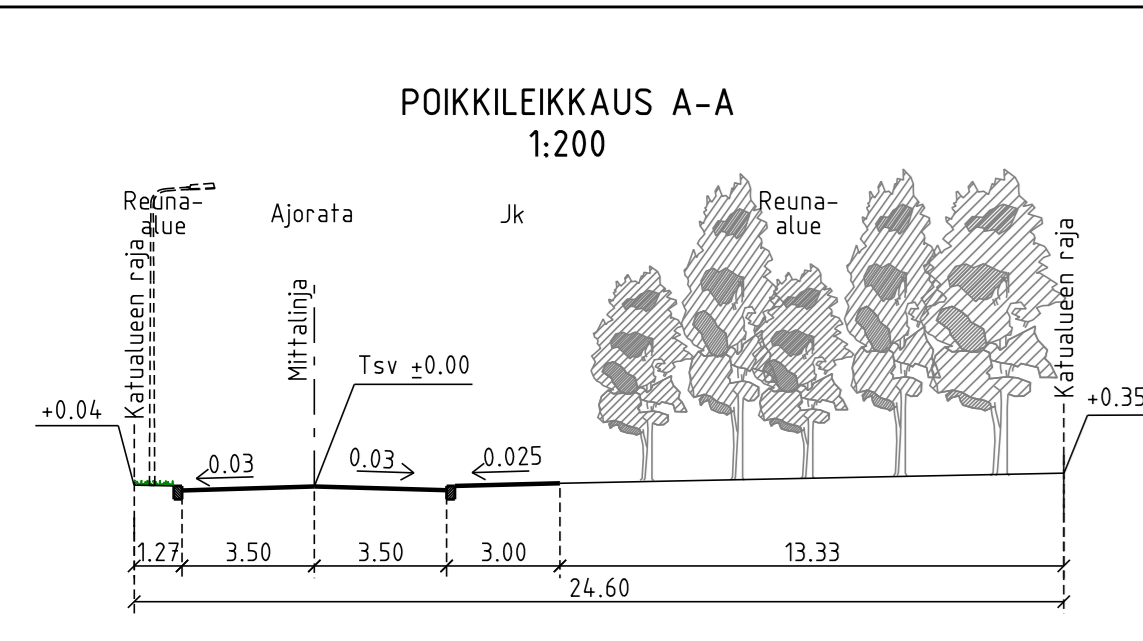 POIKKILEIKKAUS A-A
1:200
Reuna-
alue
Ajorata
Jk
Reuna-
alue
Katualueen raja
Mittalinja
Katualueen raja
Tsv ±0.00
+0.04
+0.35
0.03
0.03
0.025
1.27
3.50
3.50
3.00
13.33
24.60